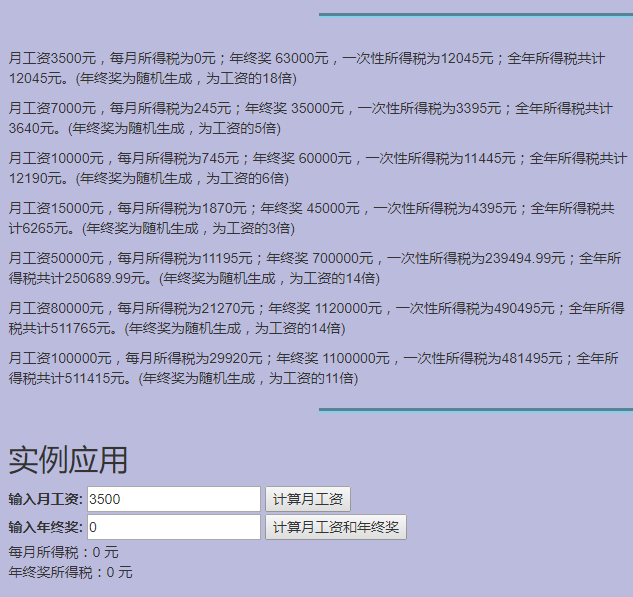 月工资3500元，每月所得税为0元；年终奖 63000元，一次性所得税为12045元；全年所得税共计
12045元。(年终奖为随机生成，为工资的18倍)
月工资7000元，每月所得税为245元；年终奖 35000元，一次性所得税为3395元；全年所得税共计
3640元。(年终奖为随机生成，为工资的5倍)
月工资10000元，每月所得税为745元；年终奖 60000元，一次性所得税为11445元；全年所得税共计
12190元。(年终奖为随机生成，为工资的6倍)
月工资15000元，每月所得税为1870元；年终奖 45000元，一次性所得税为4395元；全年所得税共
计6265元。(年终奖为随机生成，为工资的3倍)
月工资50000元，每月所得税为11195元；年终奖 700000元，一次性所得税为239494.99元；全年所
得税共计250689.99元。(年终奖为随机生成，为工资的14倍)
月工资80000元，每月所得税为21270元；年终奖 1120000元，一次性所得税为490495元；全年所得
税共计511765元。(年终奖为随机生成，为工资的14倍)
月工资100000元，每月所得税为29920元；年终奖 1100000元，一次性所得税为481495元；全年所
得税共计511415元。(年终奖为随机生成，为工资的11倍)
实例应用
输入月工资: 3500 计算月工资
输入年终奖: 0 计算月工资和年终奖
每月所得税：0 元
年终奖所得税：0 元